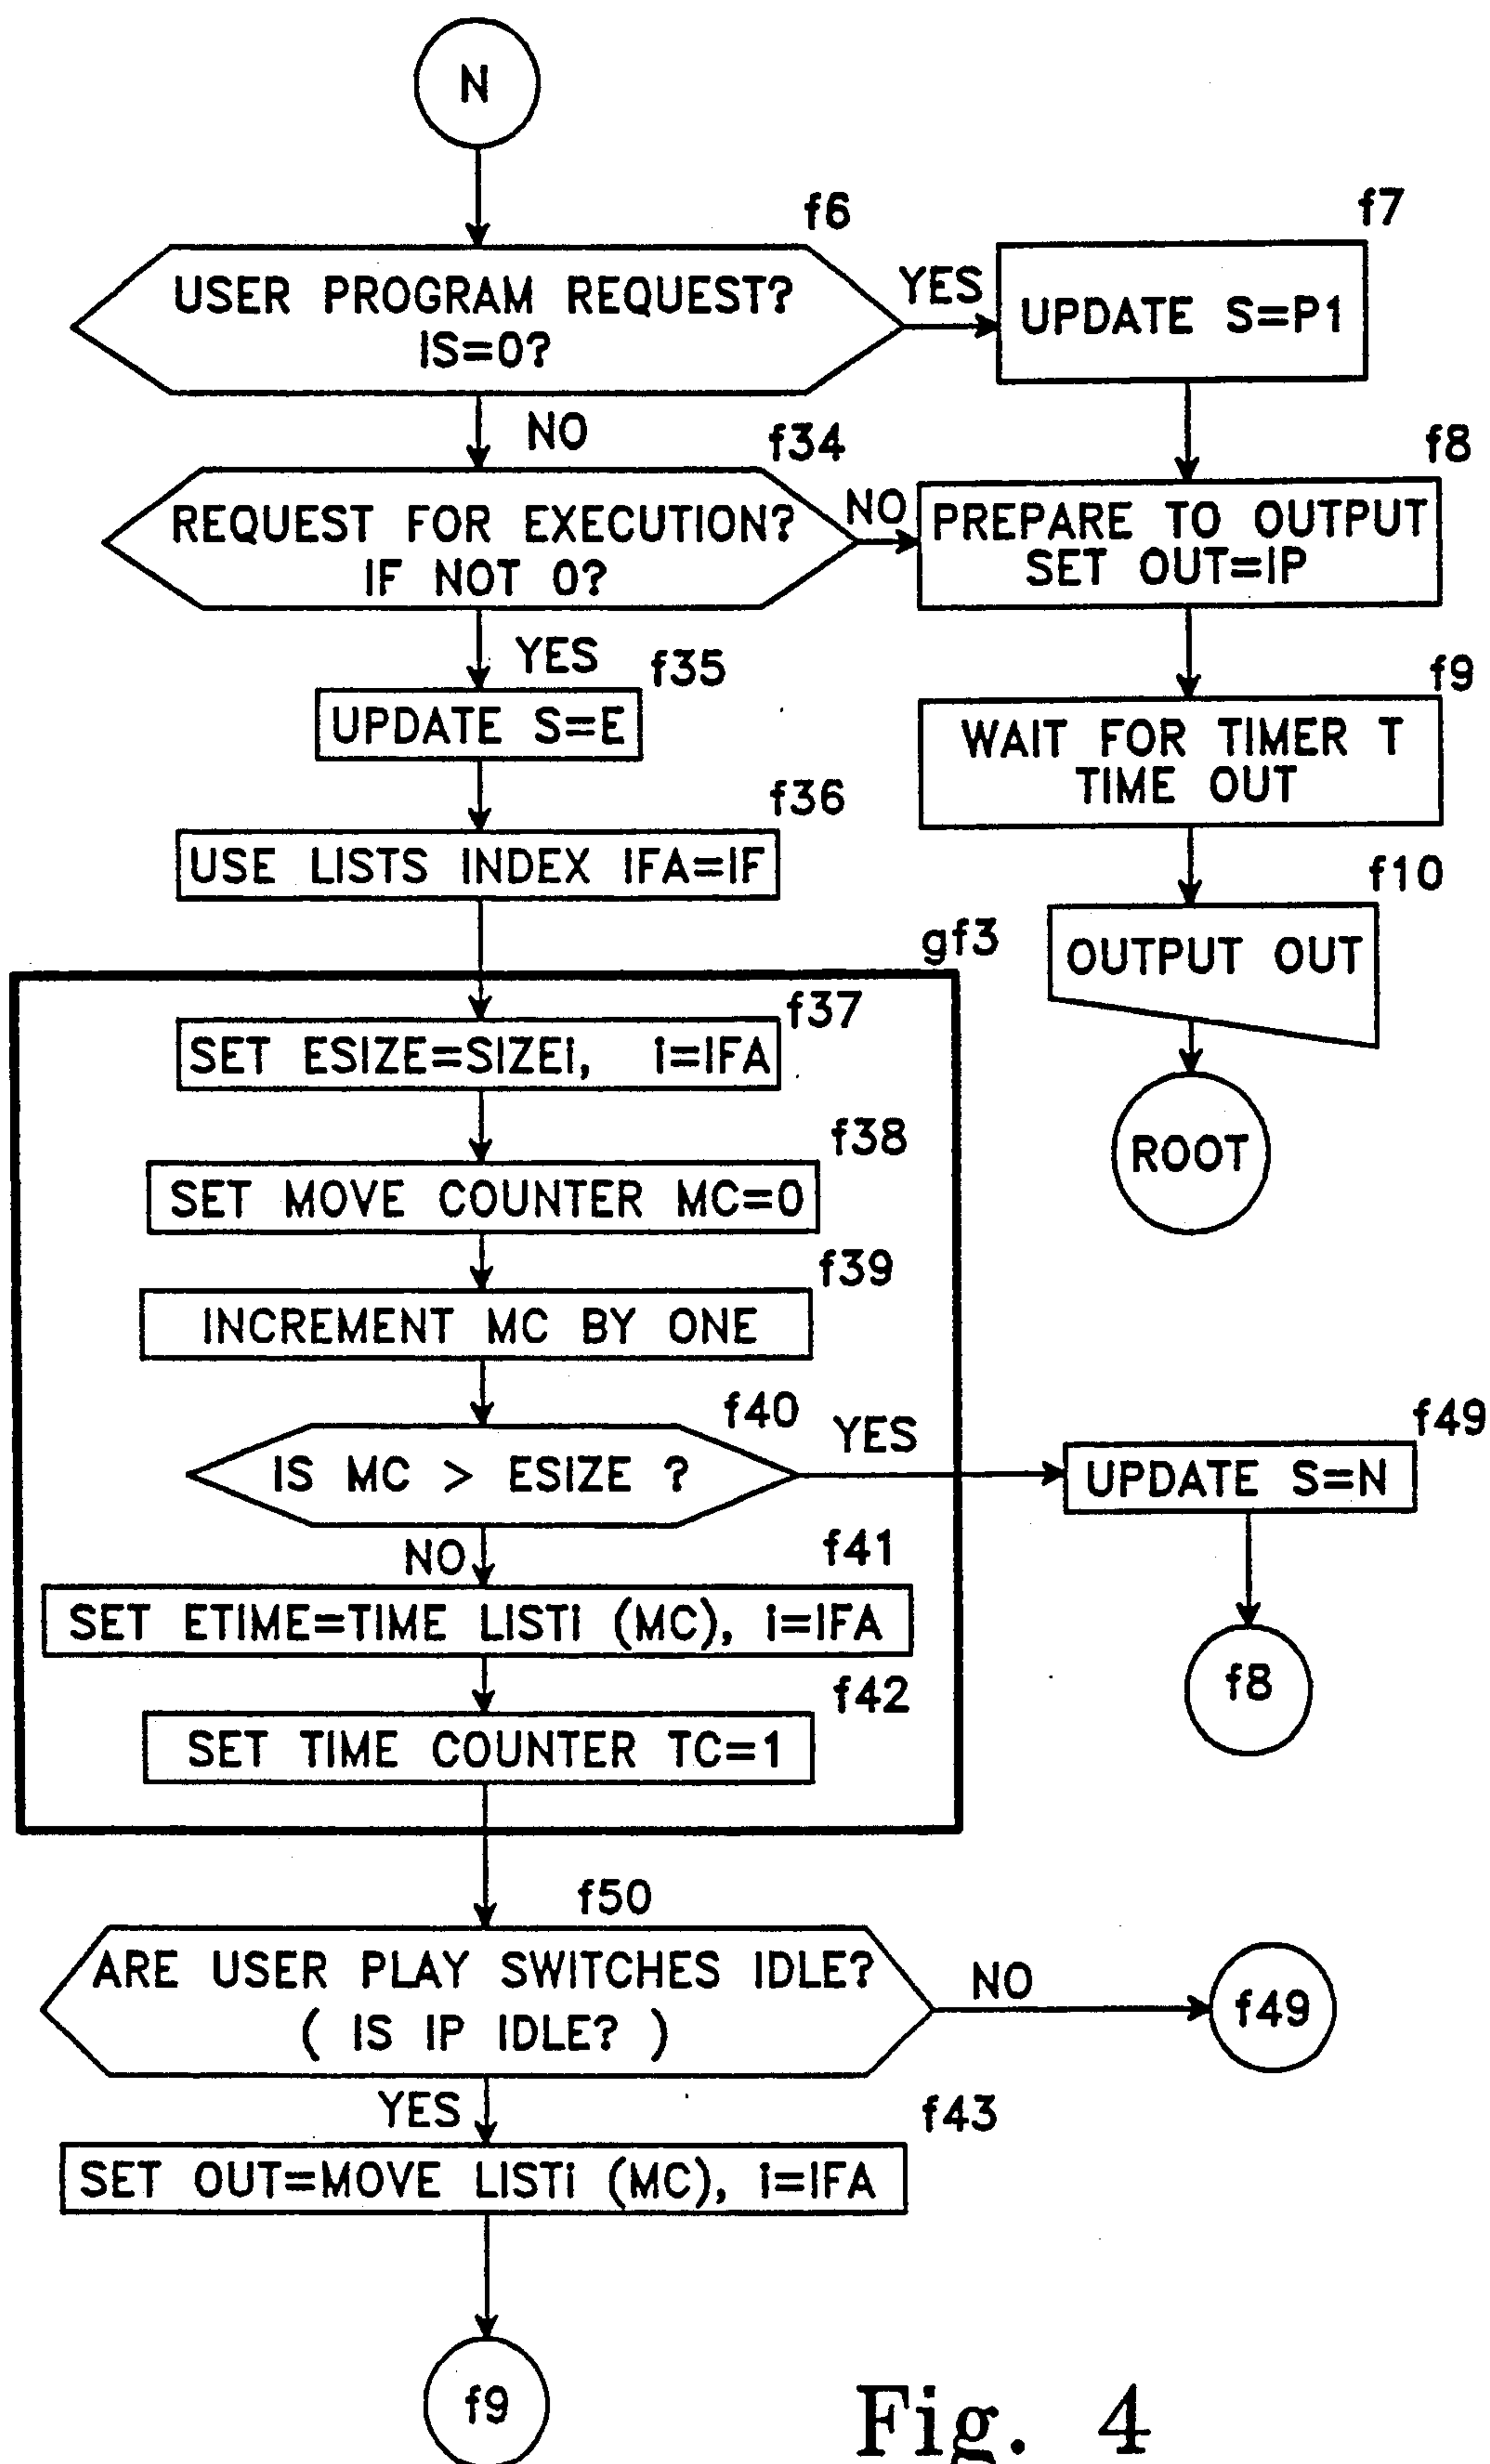 N
f6
USER PROGRAM REQUEST?
IS=0?
YES
f7
UPDATE S=P1
NO
f34
REQUEST FOR EXECUTION?
IF NOT 0?
NO
f8
PREPARE TO OUTPUT
SET OUT=IP
YES
f35
UPDATE S=E
f9
WAIT FOR TIMER T
TIME OUT
f36
USE LISTS INDEX IFA=IF
f10
OUTPUT OUT
ROOT
gf3
f37
SET ESIZE=SIZEi, i=IFA
f38
SET MOVE COUNTER MC=0
f39
INCREMENT MC BY ONE
f40
IS MC > ESIZE ?
YES
f49
UPDATE S=N
f8
NO
f41
SET ETIME=TIME LISTi (MC), i=IFA
f42
SET TIME COUNTER TC=1
f50
ARE USER PLAY SWITCHES IDLE?
( IS IP IDLE? )
NO
f49
YES
f43
SET OUT=MOVE LISTi (MC), i=IFA
f9
Fig. 4